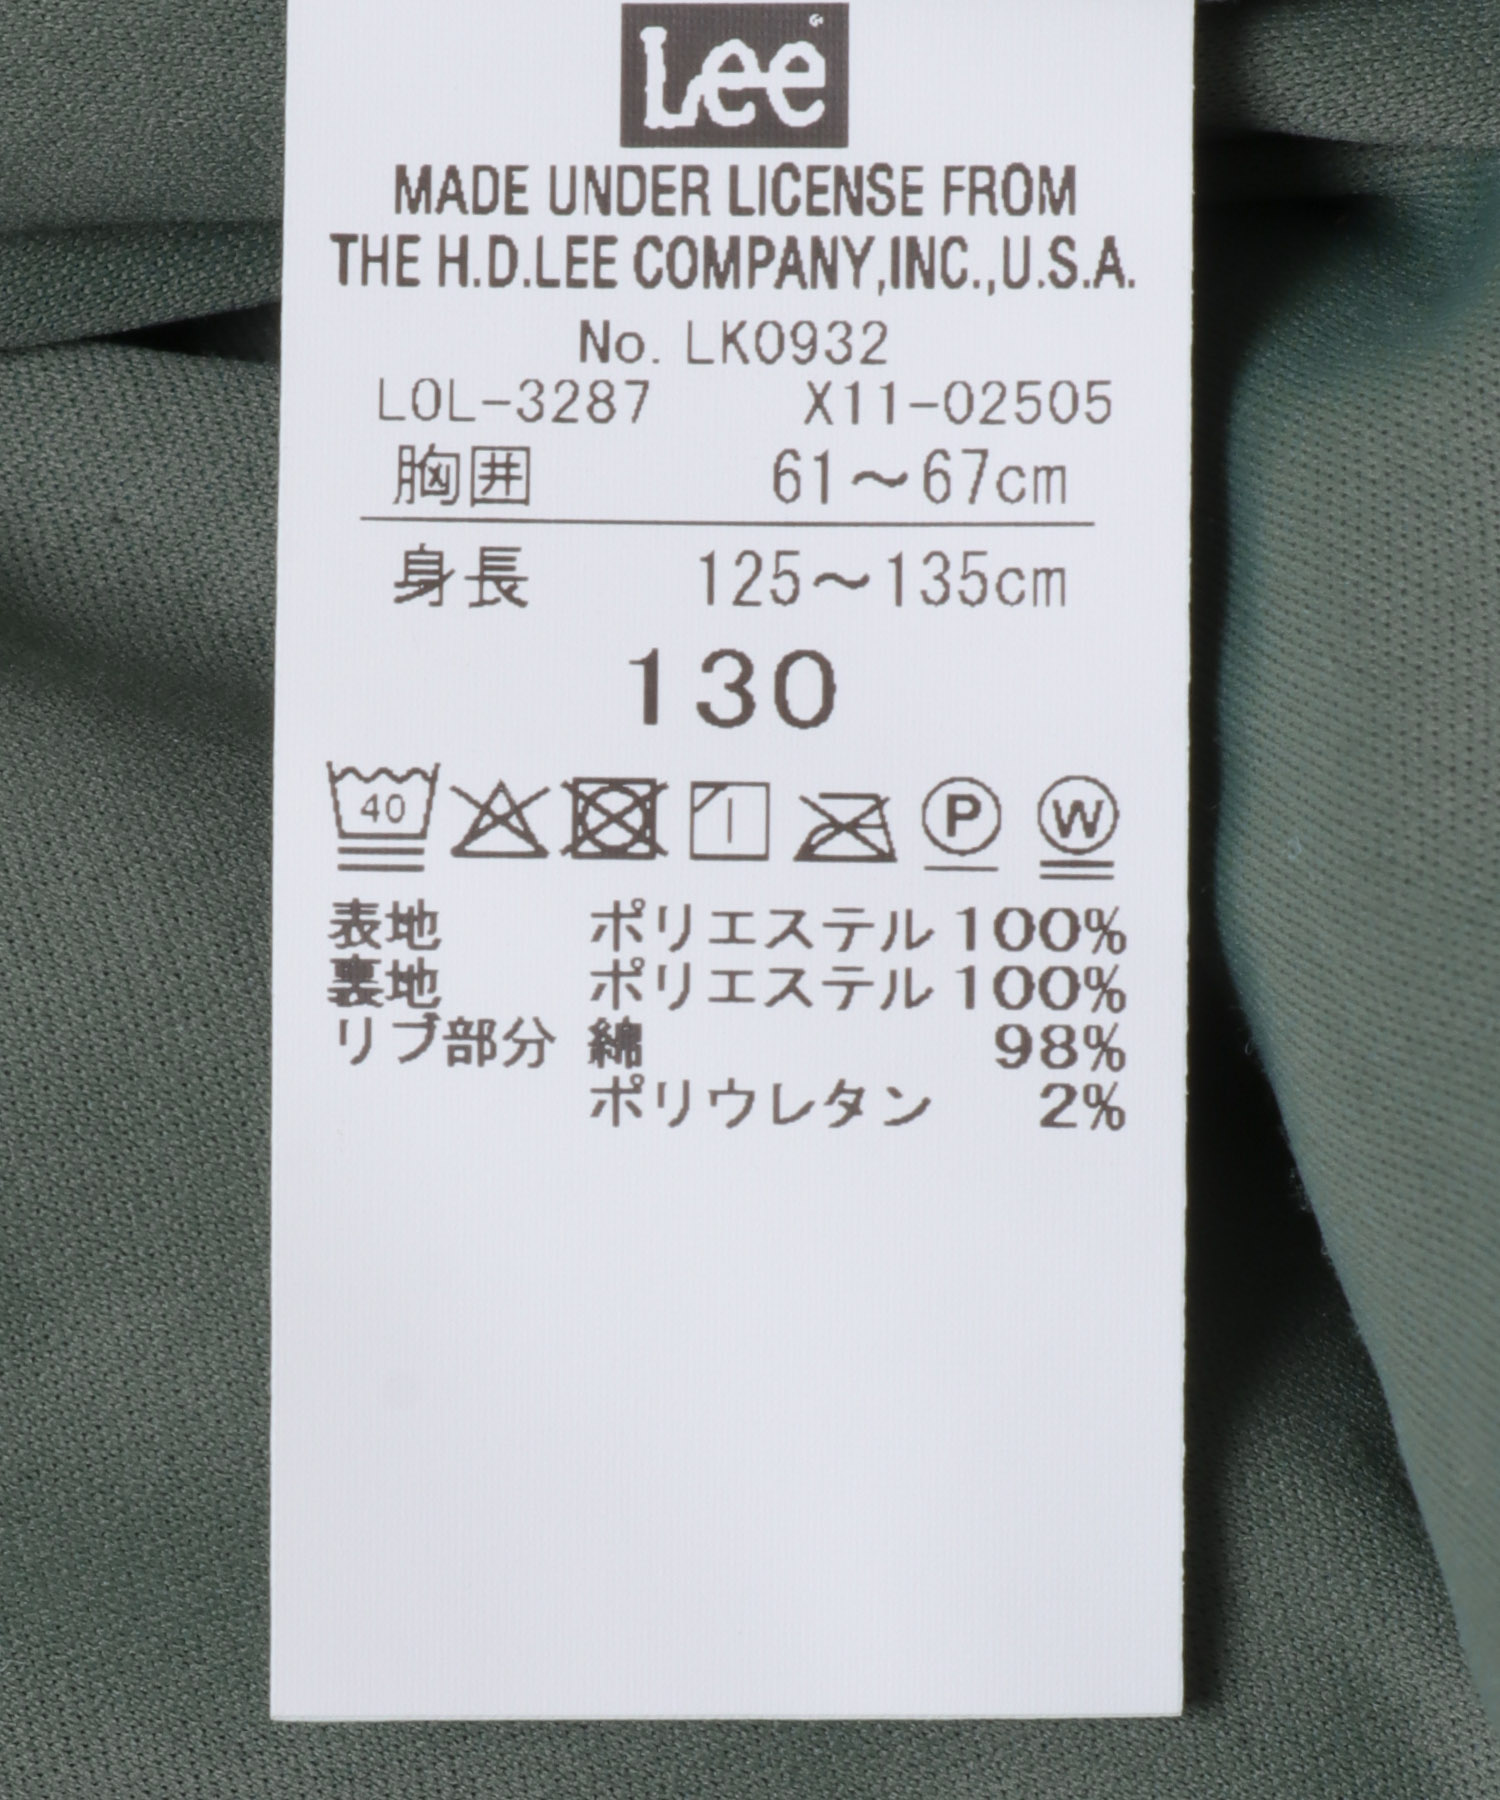 Lee
MADE UNDER LICENSE FROM
THE H.D.LEE COMPANY,INC.,U.S.A.
No. LK0932
LOL-3287 X11-02505
胸囲 61～67cm
身長 125～135cm
130
40 P W
表地 ポリエステル 100%
裏地 ポリエステル 100%
リブ部分 綿 98%
ポリウレタン 2%